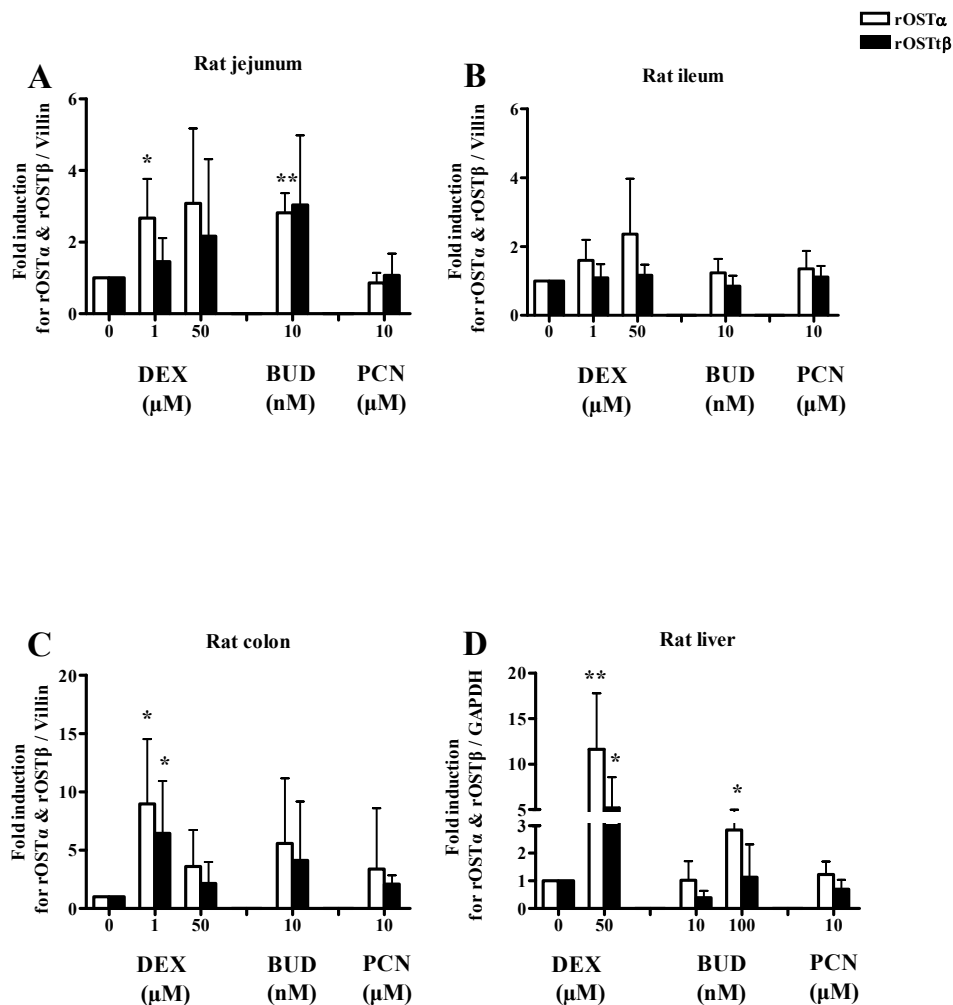 rOSTα
rOSTtβ
A
Rat jejunum
Fold induction
for rOSTα & rOSTβ / Villin
6
4
2
0
*
**
0 1 50 10 10
DEX BUD PCN
(μM) (nM) (μM)
B
Rat ileum
Fold induction
for rROSTα & rOSTβ / Villin
6
4
2
0
0 1 50 10 10
DEX BUD PCN
(μM) (nM) (μM)
C
Rat colon
Fold induction
for rOSTα & rOSTβ / Villin
20
15
10
5
0
*
*
0 1 50 10 10
DEX BUD PCN
(μM) (nM) (μM)
D
Rat liver
Fold induction
for rOSTα & rOSTβ / GAPDH
20
15
10
5
3
2
1
0
**
*
*
0 50 10 100 10
DEX BUD PCN
(μM) (nM) (μM)